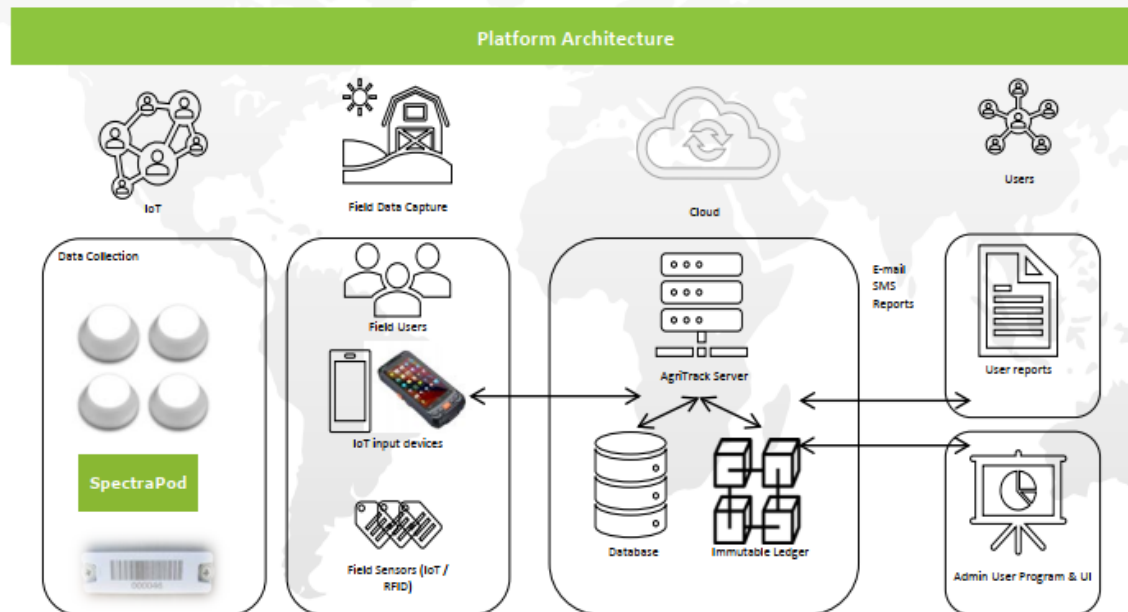 Platform Architecture
IoT
Field Data Capture
Cloud
Users
Data Collection
SpectraPod
000046
Field Users
IoT input devices
Field Sensors (IoT /
RFID)
AgriTrack Server
Database
Immutable Ledger
E-mail
SMS
Reports
User reports
Admin User Program & UI